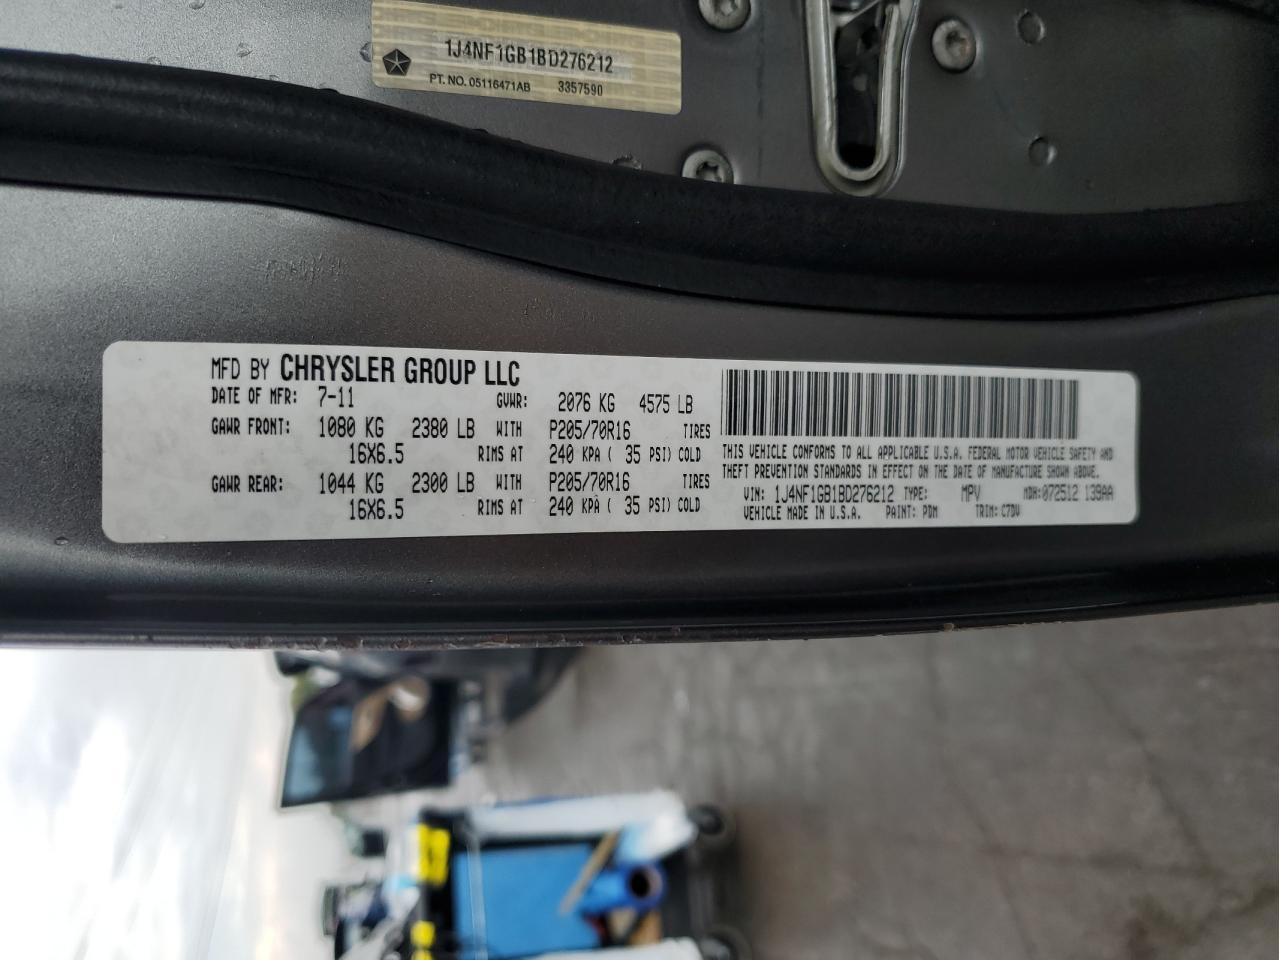 1J4NF1GB1BD276212
PT. NO. 05116471AB 3357590
MFD BY CHRYSLER GROUP LLC
DATE OF MFR: 7-11 GVWR: 2076 KG 4575 LB
GAWR FRONT: 1080 KG 2380 LB WITH P205/70R16 TIRES
16X6.5 RIMS AT 240 KPA ( 35 PSI) COLD
GAWR REAR: 1044 KG 2300 LB WITH P205/70R16 TIRES
16X6.5 RIMS AT 240 KPA ( 35 PSI) COLD
THIS VEHICLE CONFORMS TO ALL APPLICABLE U.S.A. FEDERAL MOTOR VEHICLE SAFETY AND
THEFT PREVENTION STANDARDS IN EFFECT ON THE DATE OF MANUFACTURE SHOWN ABOVE.
VIN: 1J4NF1GB1BD276212 TYPE: MPV MDH:072512 139AA
VEHICLE MADE IN U.S.A. PAINT: PDM TRIM: C7DV